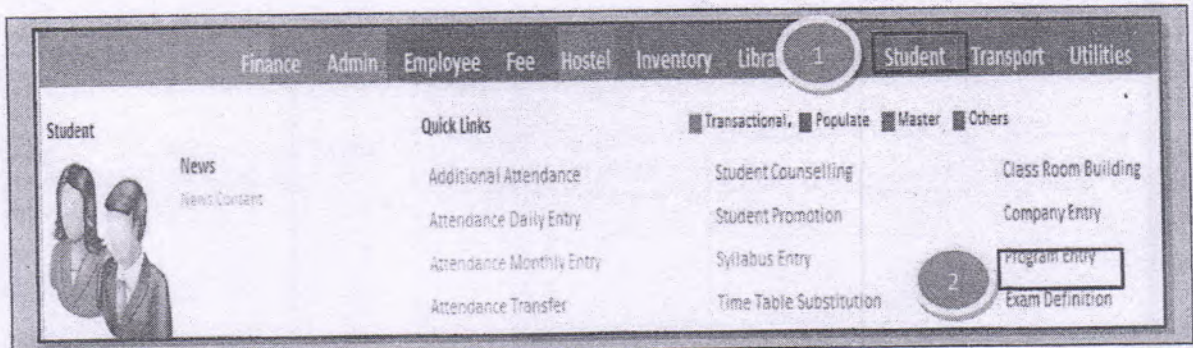 Finance Admin Employee Fee Hostel Inventory Libra 1 Student Transport Utilities
Student Quick Links Transactional, Populate Master Others
News
News Content
Additional Attendance Student Counselling Class Room Building
Attendance Daily Entry Student Promotion Company Entry
Attendance Monthly Entry Syllabus Entry 2 Program Entry
Attendance Transfer Time Table Substitution Exam Definition